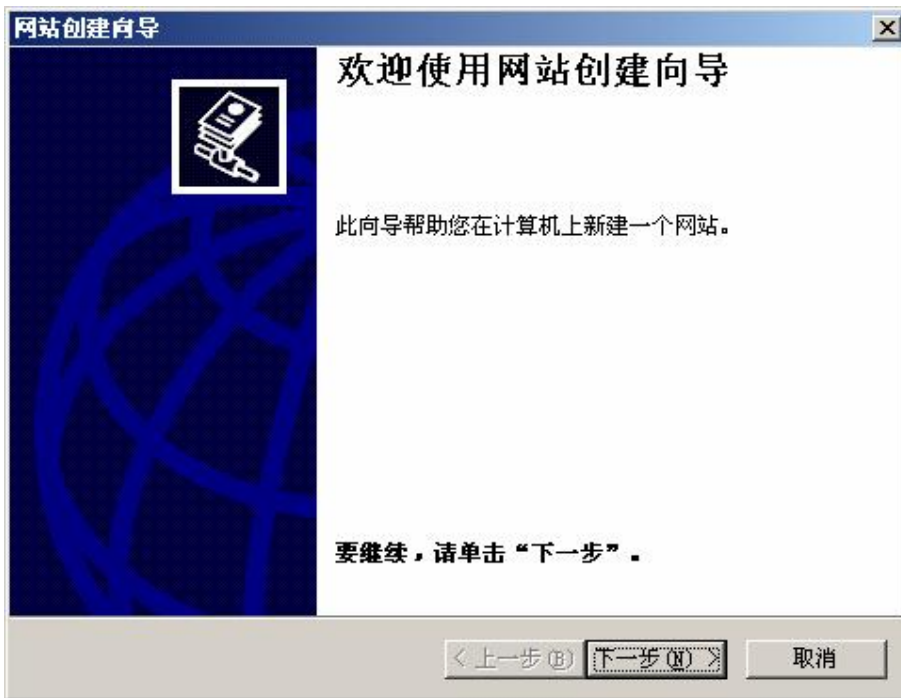 网站创建向导
欢迎使用网站创建向导
此向导帮助您在计算机上新建一个网站。
要继续，请单击“下一步”。
< 上一步(B) 下一步(N) > 取消